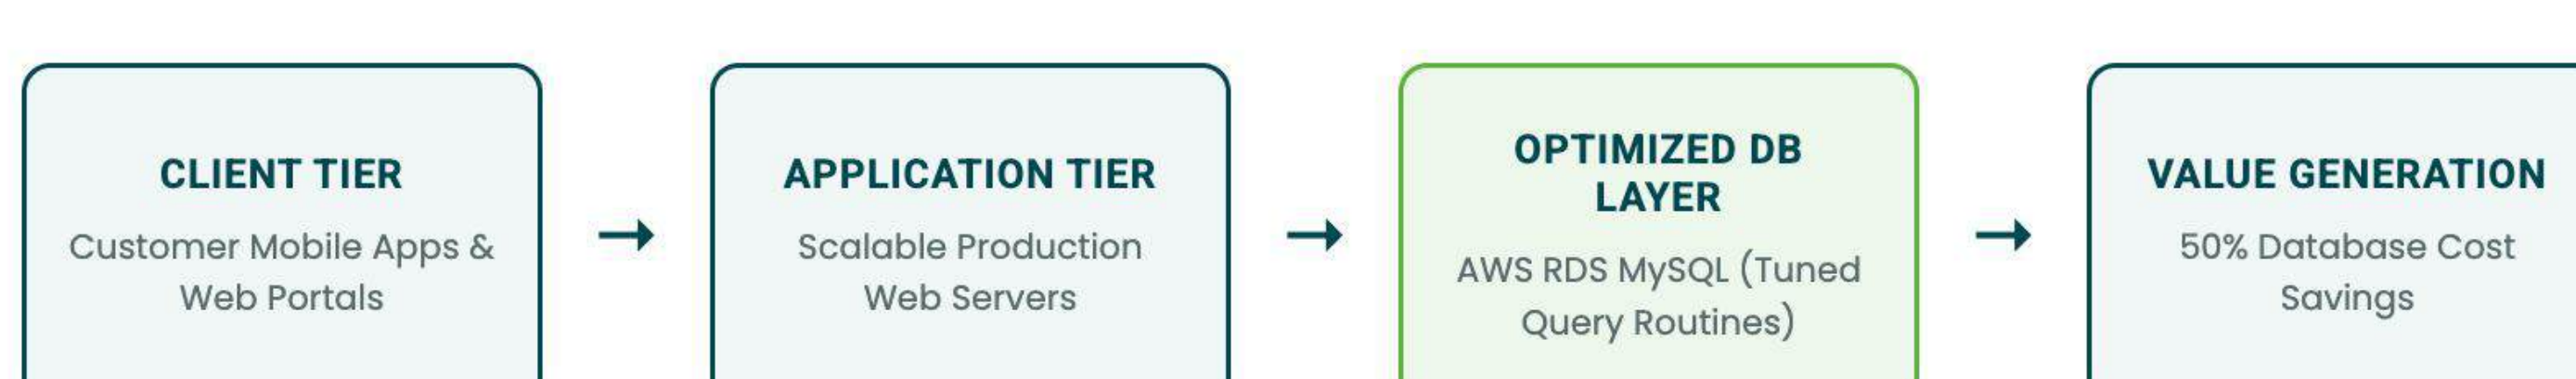 CLIENT TIER
Customer Mobile Apps &
Web Portals
APPLICATION TIER
Scalable Production
Web Servers
OPTIMIZED DB
LAYER
AWS RDS MySQL (Tuned
Query Routines)
VALUE GENERATION
50% Database Cost
Savings